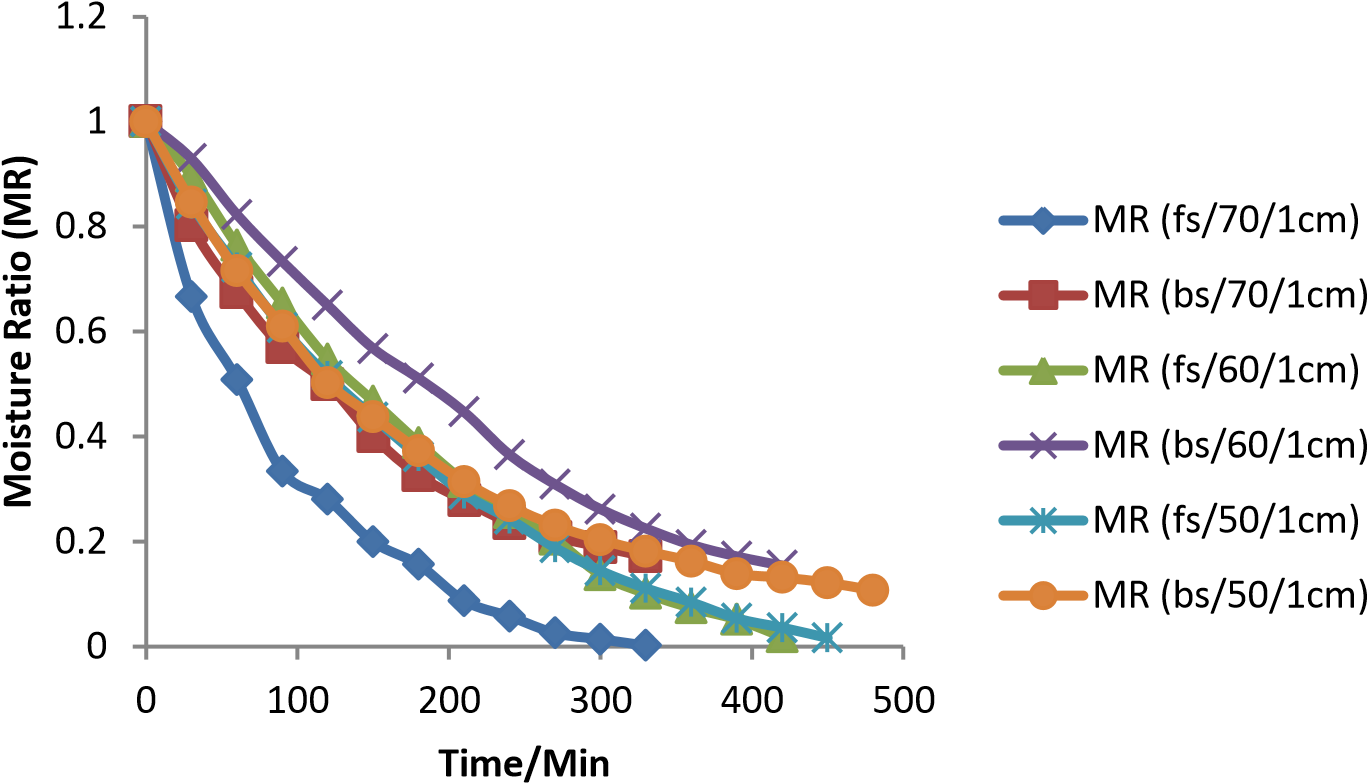 1.2
1
0.8
0.6
0.4
0.2
0
Moisture Ratio (MR)
0 100 200 300 400 500
Time/Min
MR (fs/70/1cm)
MR (bs/70/1cm)
MR (fs/60/1cm)
MR (bs/60/1cm)
MR (fs/50/1cm)
MR (bs/50/1cm)